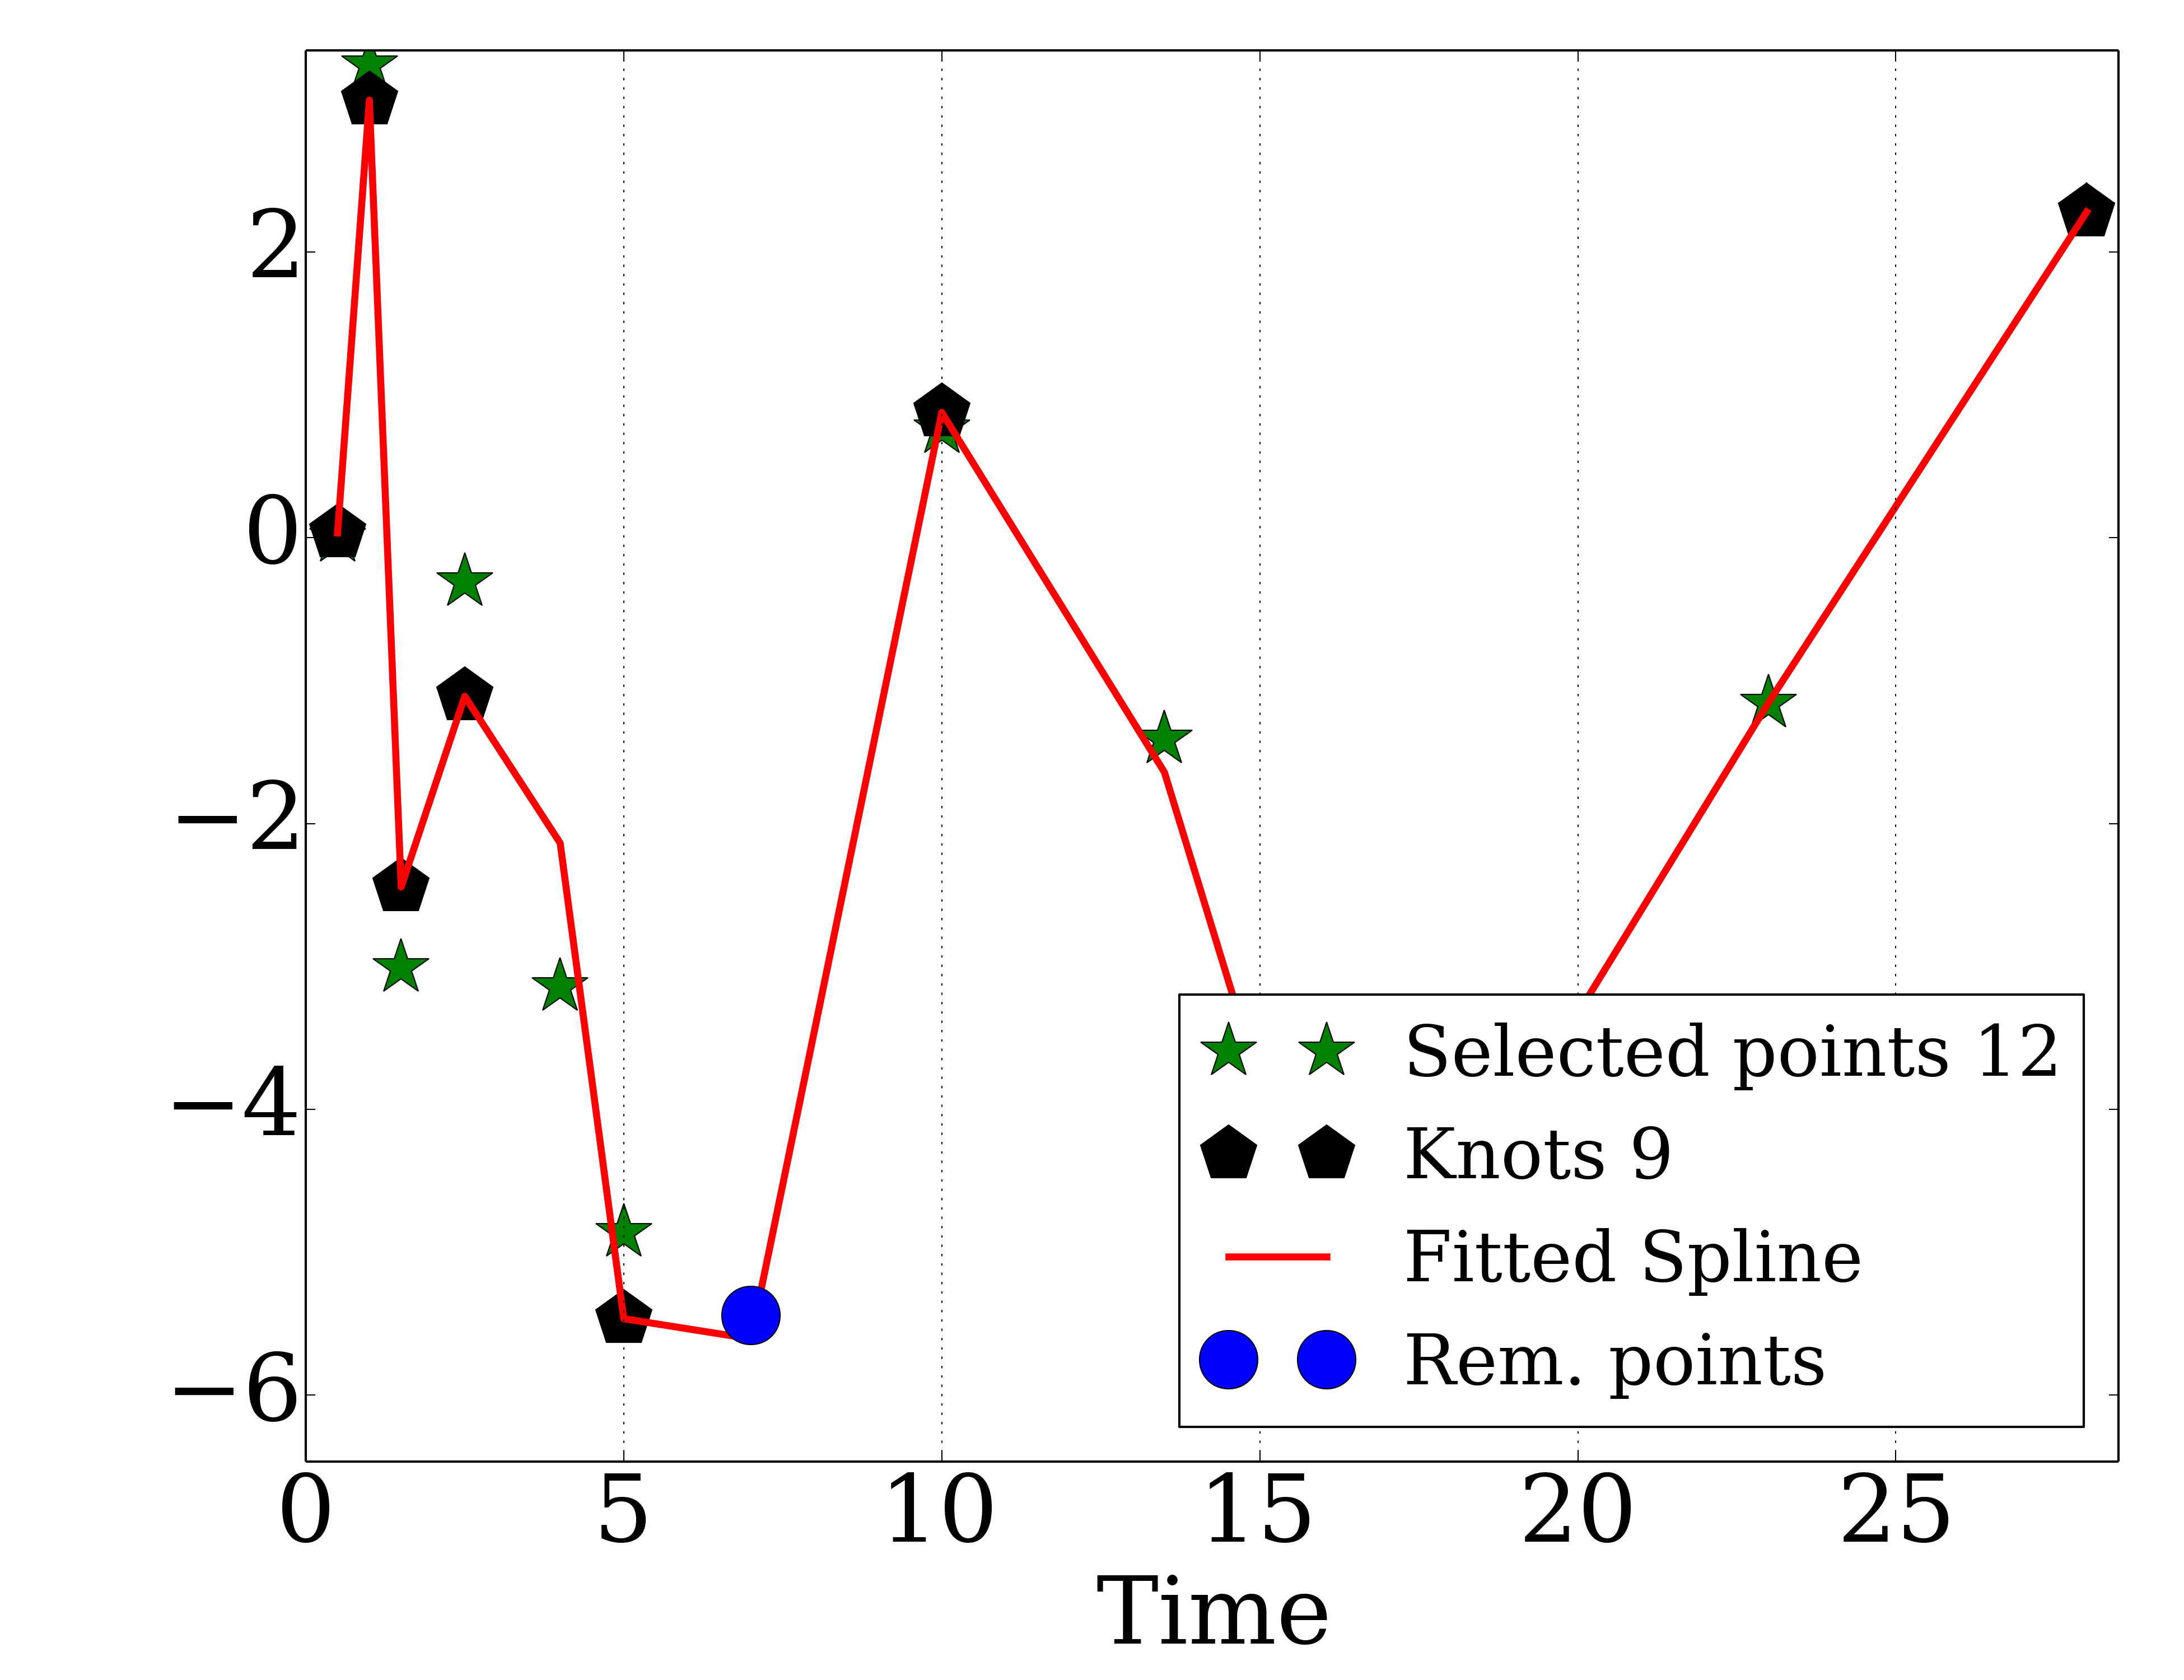 2
0
−2
−4
−6
0 5 10 15 20 25
Time
Selected points 12
Knots 9
Fitted Spline
Rem. points